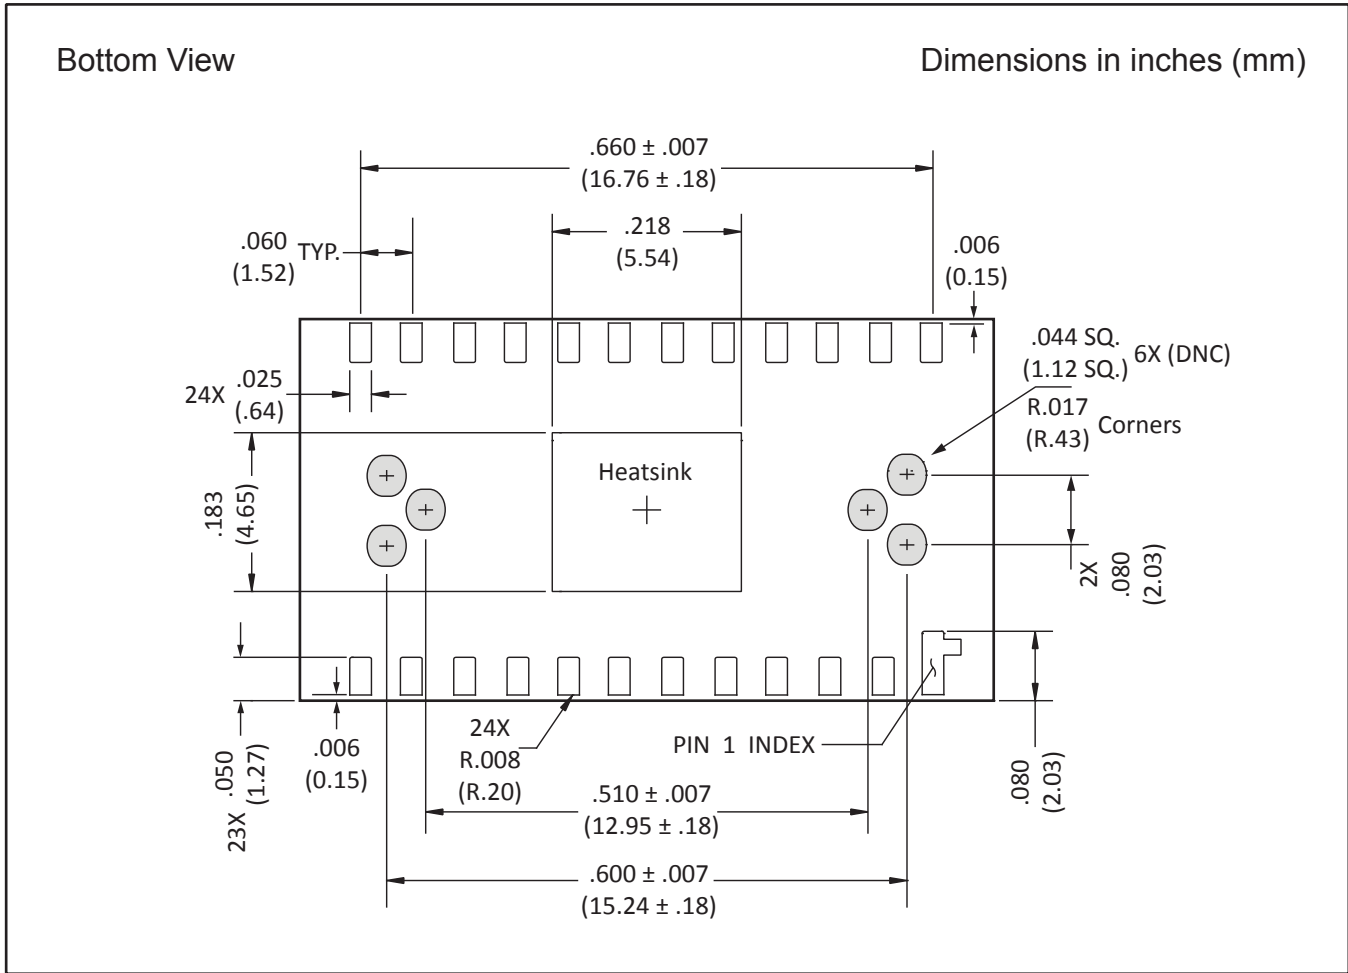 Bottom View
Dimensions in inches (mm)
.660 ± .007
(16.76 ± .18)
.060
(1.52)
TYP.
.218
(5.54)
.006
(0.15)
.044 SQ.
(1.12 SQ.)
6X (DNC)
R.017
(R.43)
Corners
24X
.025
(.64)
Heatsink
.183
(4.65)
2X
.080
(2.03)
23X
.050
(1.27)
.006
(0.15)
24X
R.008
(R.20)
PIN 1 INDEX
.080
(2.03)
.510 ± .007
(12.95 ± .18)
.600 ± .007
(15.24 ± .18)